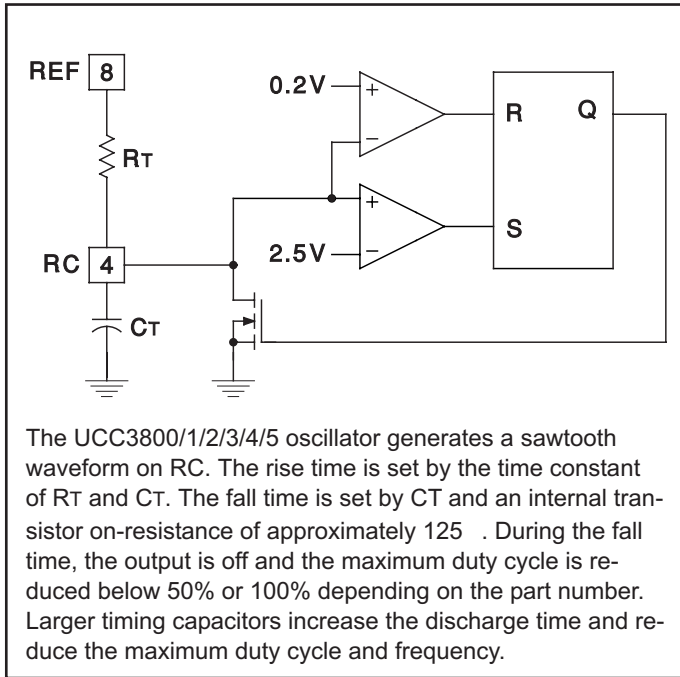 REF 8
RT
RC 4
CT
0.2V
+
−
+
2.5V −
R Q
S
The UCC3800/1/2/3/4/5 oscillator generates a sawtooth
waveform on RC. The rise time is set by the time constant
of RT and CT. The fall time is set by CT and an internal tran-
sistor on-resistance of approximately 125 . During the fall
time, the output is off and the maximum duty cycle is re-
duced below 50% or 100% depending on the part number.
Larger timing capacitors increase the discharge time and re-
duce the maximum duty cycle and frequency.